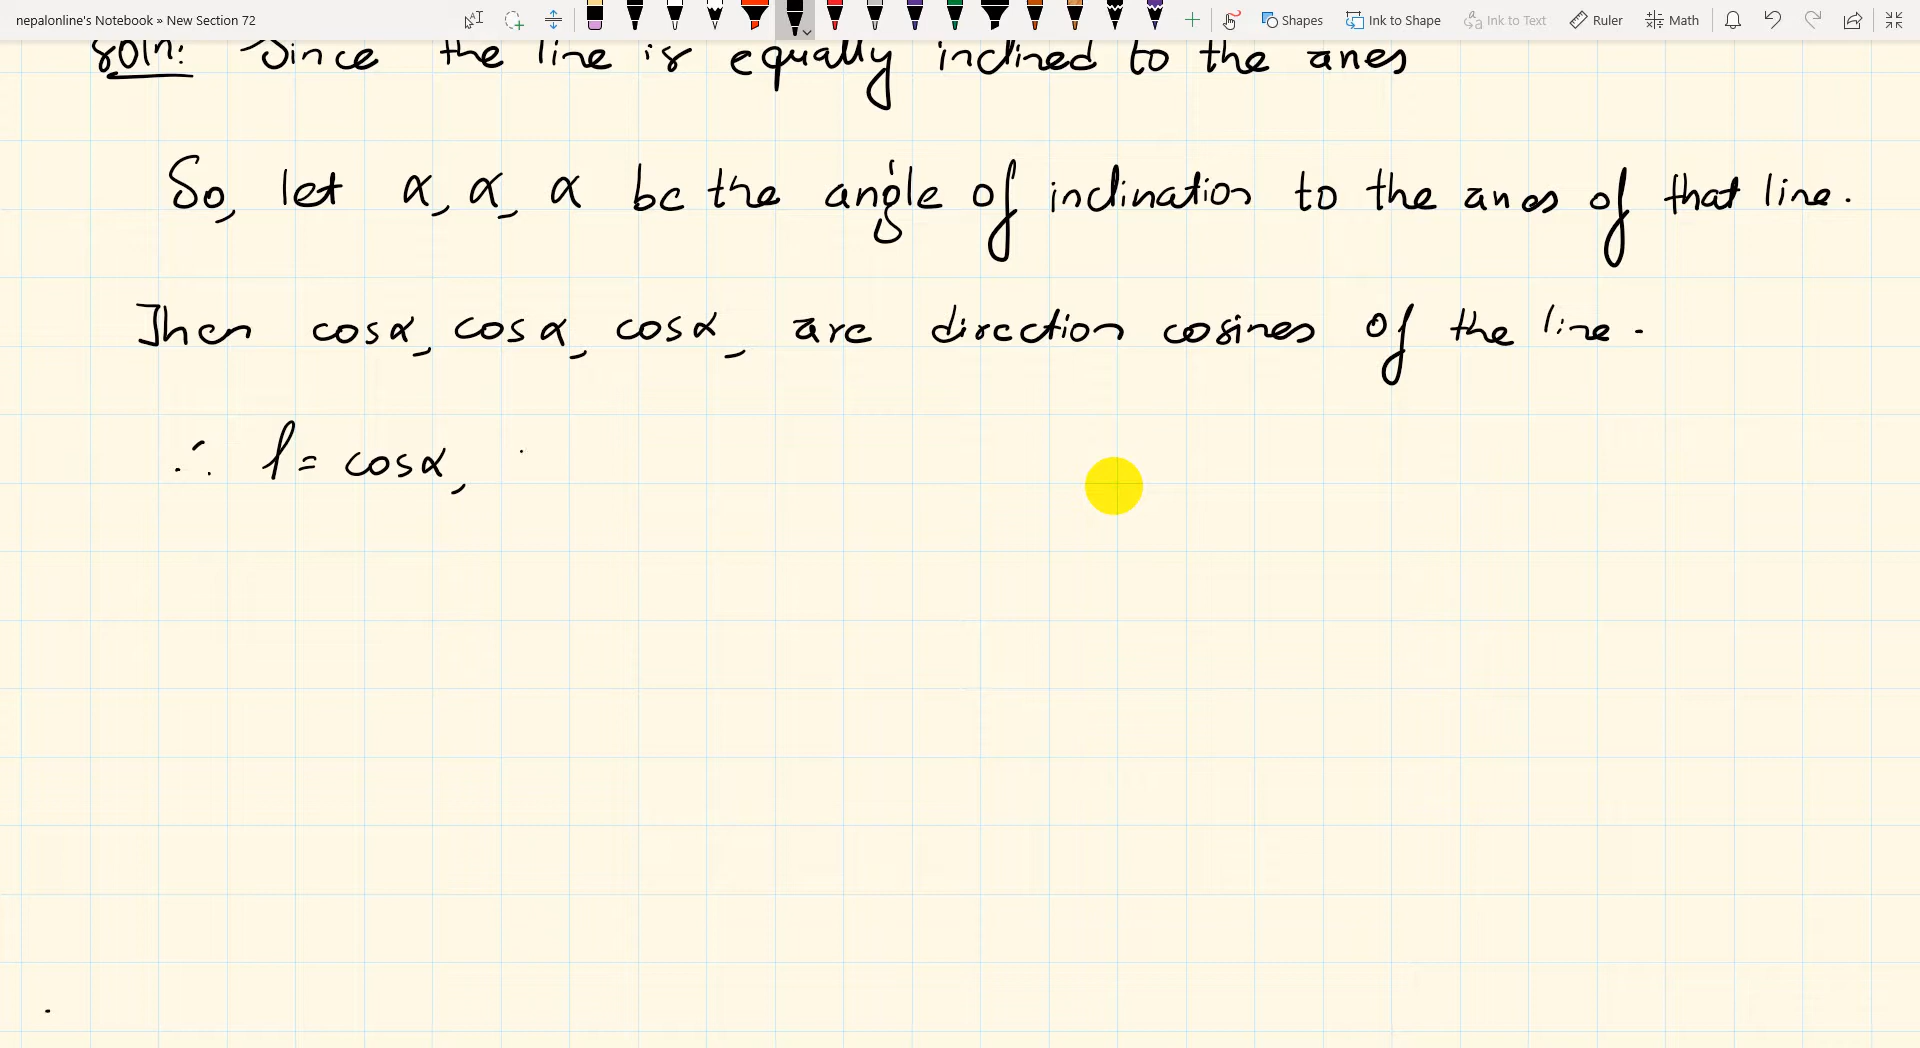 nepalonline's Notebook » New Section 72 Shapes Ink to Shape Ink to Text Ruler Math
Soln: Since the line is equally inclined to the axes
So, let α, α, α be the angle of inclination to the axes of that line.
Then cosα, cosα, cosα, are direction cosines of the line.
∴ l = cosα,